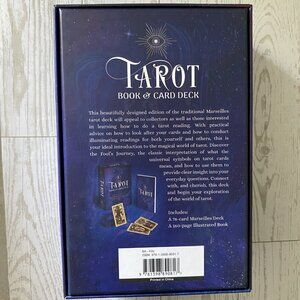 TAROT
BOOK & CARD DECK
This beautifully designed edition of the traditional Marseilles
tarot deck will appeal to collectors as well as those interested
in learning how to do a tarot reading. With practical
advice on how to look after your cards and how to conduct
illuminating readings for both yourself and others, this is
your ideal introduction to the magical world of tarot. Discover
the Fool's Journey, the classic interpretation of what the
universal symbols on tarot cards
mean, and how to use them to
provide clear insight into your
everyday questions. Connect
with, and cherish, this deck
and begin your exploration
of the world of tarot.
TAROT
TAROT
Includes:
A 78-card Marseilles Deck
A 128-page Illustrated Book
Printed in China